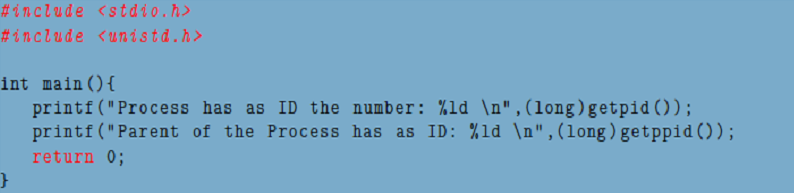 #include <stdio.h>
#include <unistd.h>
int main(){
printf("Process has as ID the number: %ld \n",(long)getpid());
printf("Parent of the Process has as ID: %ld \n",(long)getppid());
return 0;
}